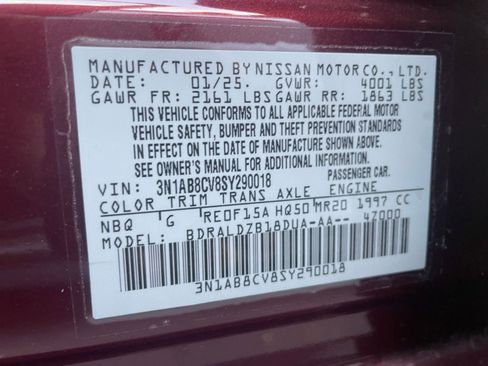 MANUFACTURED BY NISSAN MOTOR CO., LTD.
DATE: 01/25. GVWR: 4001 LBS
GAWR FR: 2161 LBS GAWR RR: 1863 LBS
THIS VEHICLE CONFORMS TO ALL APPLICABLE FEDERAL MOTOR
VEHICLE SAFETY, BUMPER AND THEFT PREVENTION STANDARDS
IN EFFECT ON THE DATE OF MANUFACTURE SHOWN ABOVE.
SEE OWNER'S MANUAL FOR ADDITIONAL INFORMATION.
VIN: 3N1AB8CV8SY290018 PASSENGER CAR.
COLOR TRIM TRANS AXLE ENGINE
NBQ G RE0F15A HQ50 MR20 1997 CC
MODEL: BDRALDZB18DUA-AA-- 47000
3N1AB8CV8SY290018